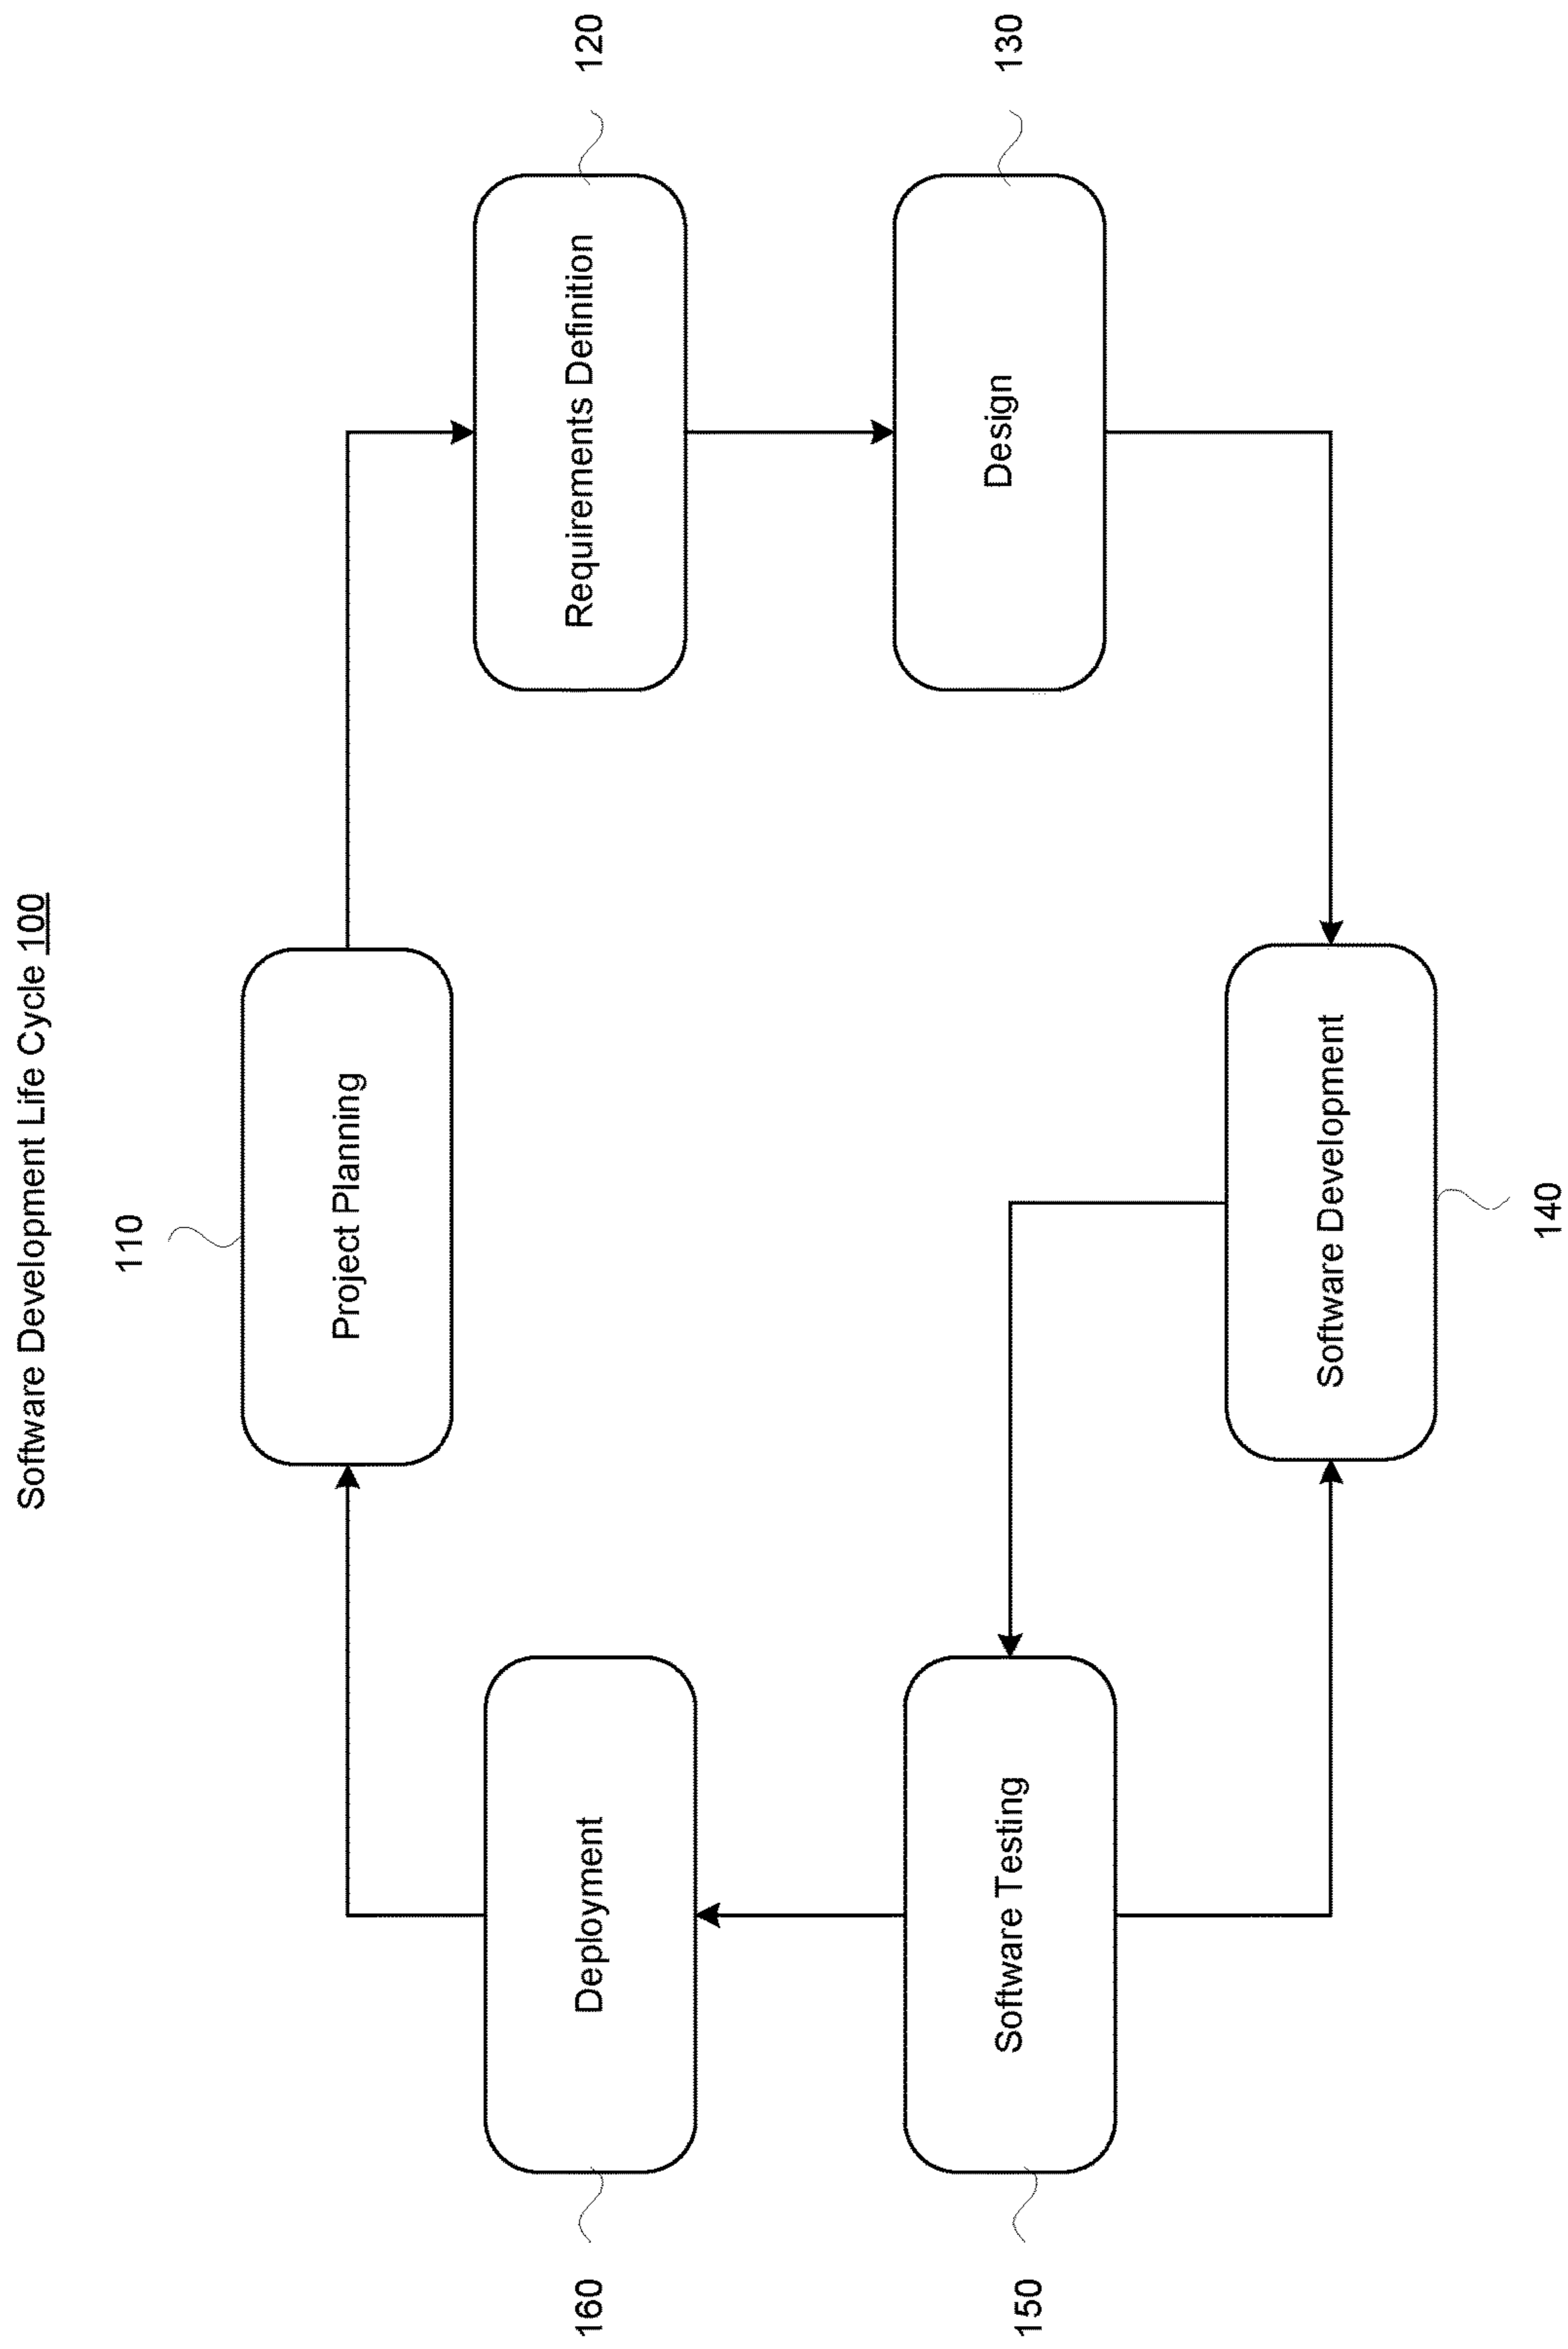 Software Development Life Cycle 100
110
Project Planning
120
Requirements Definition
130
Design
140
Software Development
150
Software Testing
160
Deployment